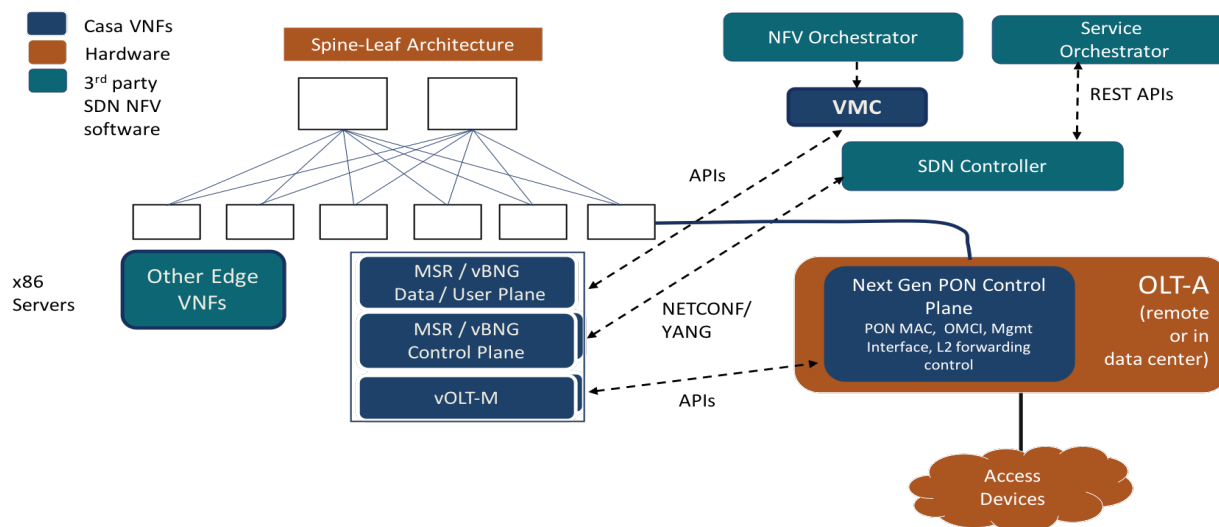 Casa VNFs
Hardware
3rd party
SDN NFV
software
Spine-Leaf Architecture
NFV Orchestrator
Service
Orchestrator
VMC
REST APIs
SDN Controller
APIs
x86
Servers
Other Edge
VNFs
MSR / vBNG
Data / User Plane
MSR / vBNG
Control Plane
vOLT-M
NETCONF/
YANG
APIs
Next Gen PON Control
Plane
PON MAC, OMCI, Mgmt
Interface, L2 forwarding
control
OLT-A
(remote
or in
data center)
Access
Devices